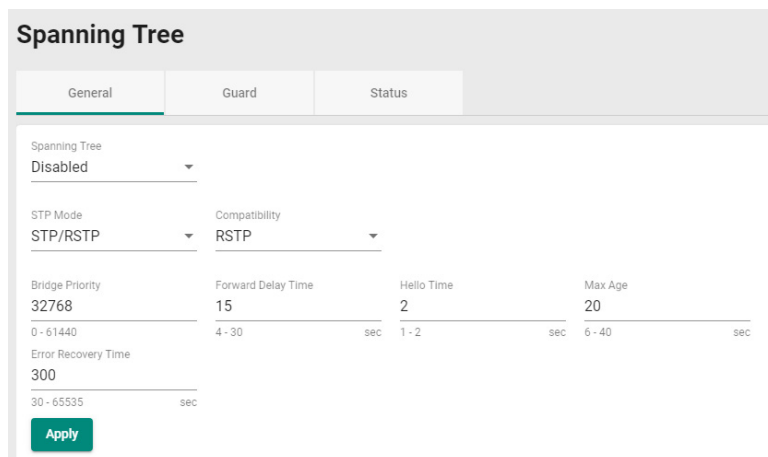 Spanning Tree
General Guard Status
Spanning Tree
Disabled
STP Mode Compatibility
STP/RSTP RSTP
Bridge Priority Forward Delay Time Hello Time Max Age
32768 15 2 20
0 - 61440 4 - 30 sec 1 - 2 sec 6 - 40 sec
Error Recovery Time
300
30 - 65535 sec
Apply